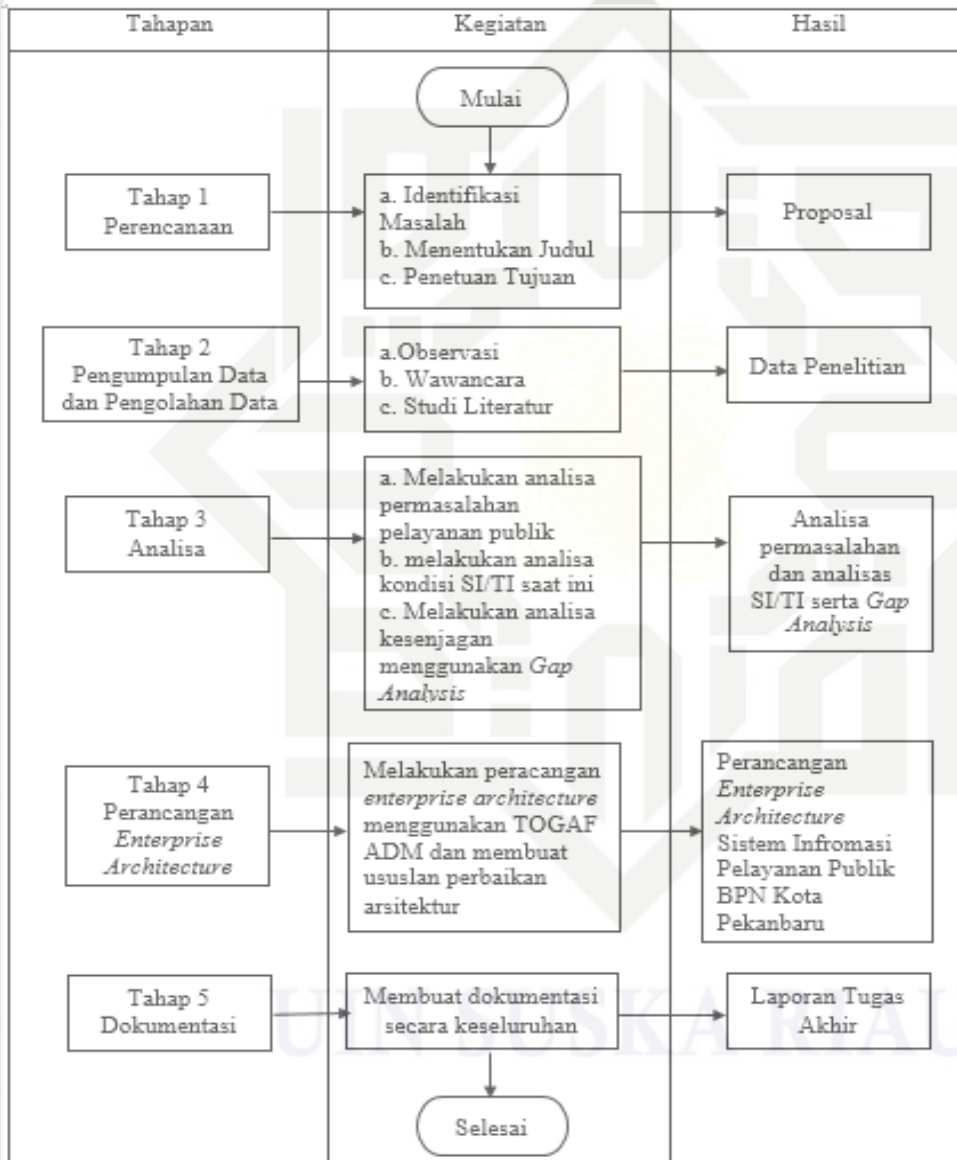 Tahapan
Kegiatan
Hasil
Mulai
Tahap 1
Perencanaan
a. Identifikasi
Masalah
b. Menentukan Judul
c. Penetuan Tujuan
Proposal
Tahap 2
Pengumpulan Data
dan Pengolahan Data
a.Observasi
b. Wawancara
c. Studi Literatur
Data Penelitian
Tahap 3
Analisa
a. Melakukan analisa
permasalahan
pelayanan publik
b. melakukan analisa
kondisi SI/TI saat ini
c. Melakukan analisa
kesenjagan
menggunakan Gap
Analysis
Analisa
permasalahan
dan analisas
SI/TI serta Gap
Analysis
Tahap 4
Perancangan
Enterprise
Architecture
Melakukan peracangan
enterprise architecture
menggunakan TOGAF
ADM dan membuat
ususlan perbaikan
arsitektur
Perancangan
Enterprise
Architecture
Sistem Infromasi
Pelayanan Publik
BPN Kota
Pekanbaru
Tahap 5
Dokumentasi
Membuat dokumentasi
secara keseluruhan
Laporan Tugas
Akhir
UIN SUSKA RIAU
Selesai